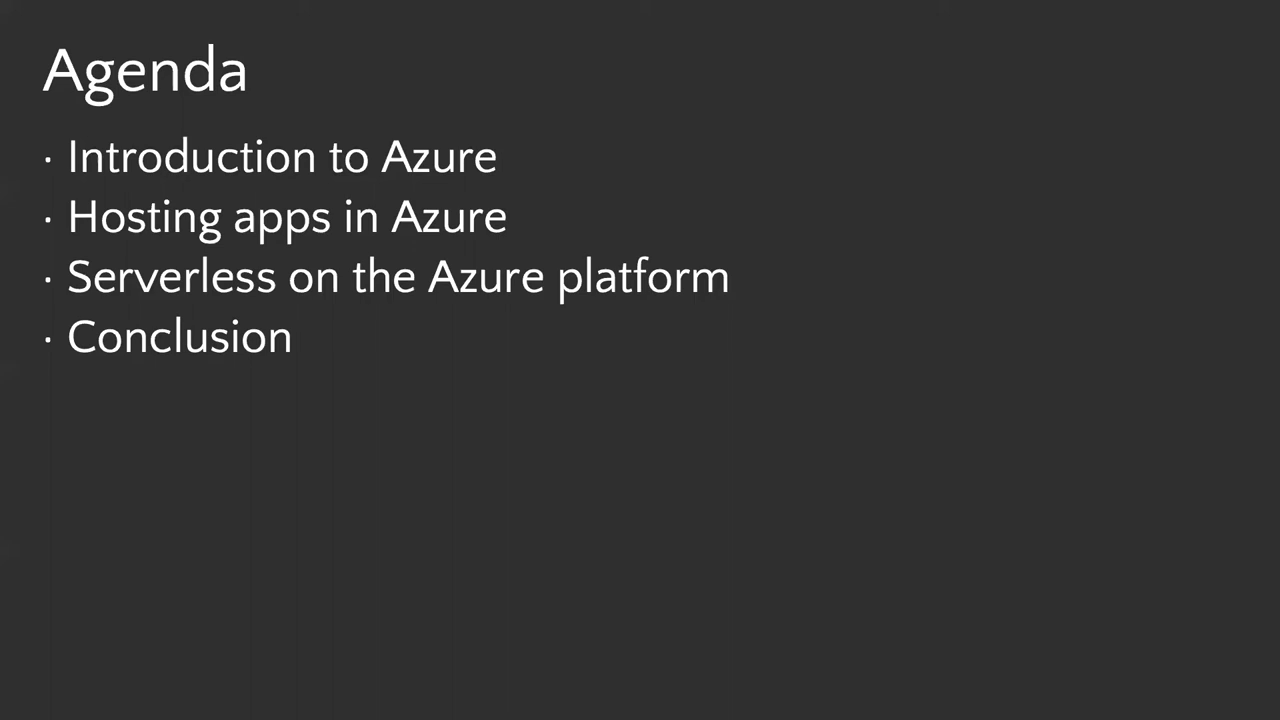 Agenda
· Introduction to Azure
· Hosting apps in Azure
· Serverless on the Azure platform
· Conclusion